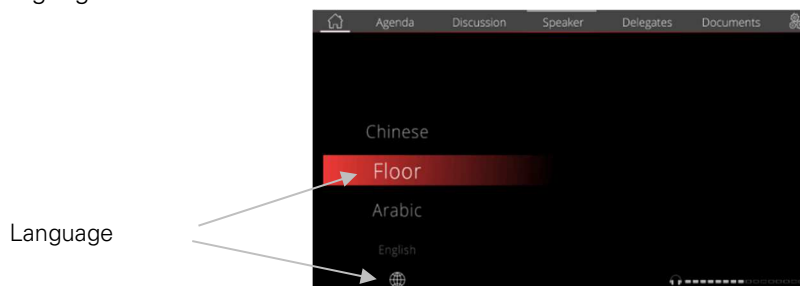 Agenda Discussion Speaker Delegates Documents
Chinese
Floor
Arabic
Language
English